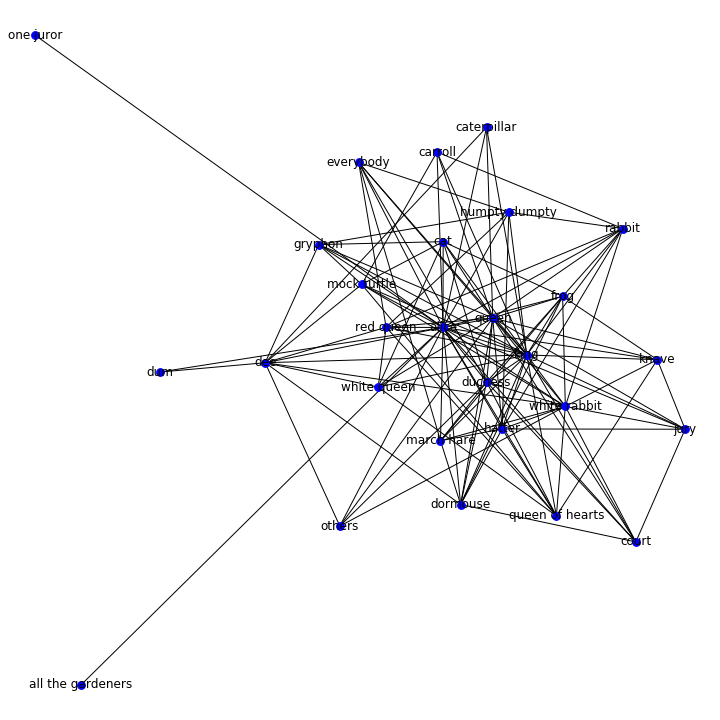 one juror
caterpillar
carroll
everybody
humpty dumpty
rabbit
gryphon
cat
mock turtle
frog
queen
red queen
alice
king
knave
dee
dum
duchess
white queen
white rabbit
hatter
jury
march hare
dormouse
queen of hearts
others
court
all the gardeners